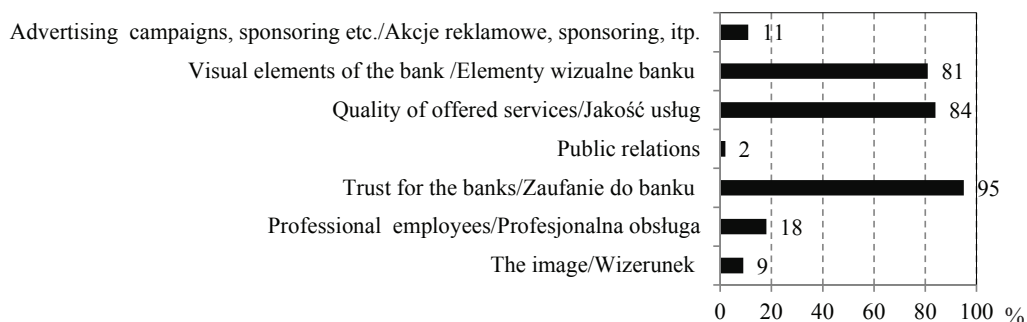 Advertising campaigns, sponsoring etc./Akcje reklamowe, sponsoring, itp. 11
Visual elements of the bank /Elementy wizualne banku 81
Quality of offered services/Jakość usług 84
Public relations 2
Trust for the banks/Zaufanie do banku 95
Professional employees/Profesjonalna obsługa 18
The image/Wizerunek 9
0 20 40 60 80 100 %